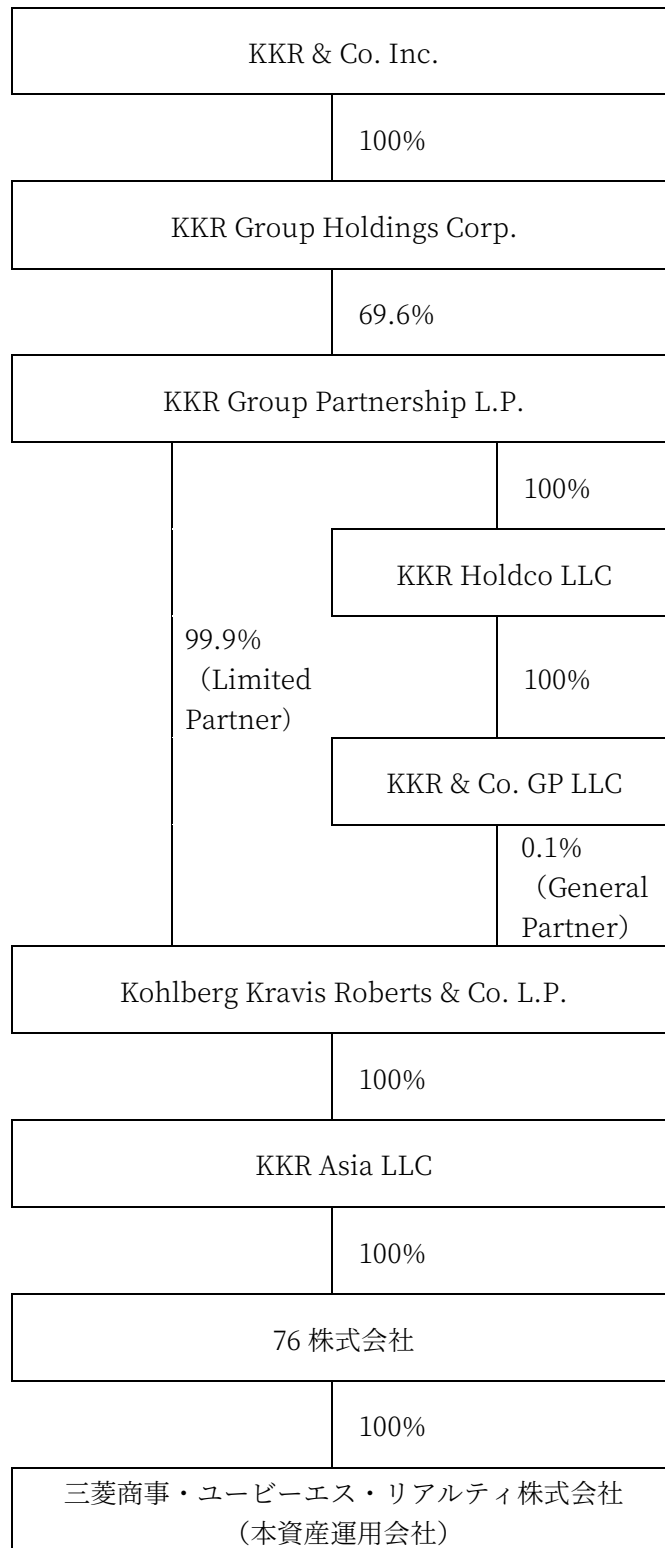 KKR & Co. Inc.
100%
KKR Group Holdings Corp.
69.6%
KKR Group Partnership L.P.
100%
KKR Holdco LLC
99.9%
（Limited
Partner）
100%
KKR & Co. GP LLC
0.1%
（General
Partner）
Kohlberg Kravis Roberts & Co. L.P.
100%
KKR Asia LLC
100%
76 株式会社
100%
三菱商事・ユービーエス・リアルティ株式会社
（本資産運用会社）